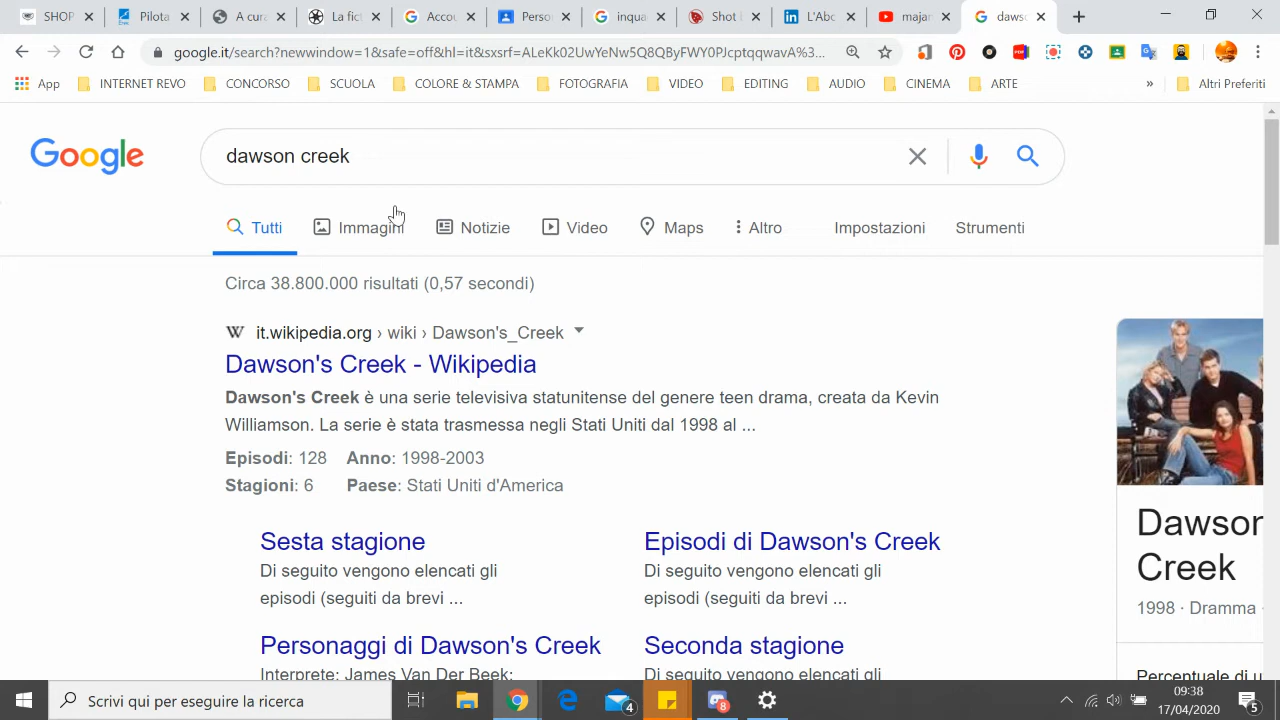 SHOP
Pilota
A cura
La fic
Accou
Perso
inqua
Shoi
L'Ale
majar
daws
google.it/search?newwindow=1&safe=off&hl=it&sxsrf=ALeKk02UwYeNw5Q8QByFWY0PJcptqqwavA%3...
App INTERNET REVO CONCORSO SCUOLA COLORE & STAMPA FOTOGRAFIA VIDEO EDITING AUDIO CINEMA ARTE » Altri Preferiti
Google dawson creek
Tutti Immagini Notizie Video Maps Altro Impostazioni Strumenti
Circa 38.800.000 risultati (0,57 secondi)
W it.wikipedia.org › wiki › Dawson's_Creek
Dawson's Creek - Wikipedia
Dawson's Creek è una serie televisiva statunitense del genere teen drama, creata da Kevin
Williamson. La serie è stata trasmessa negli Stati Uniti dal 1998 al ...
Episodi: 128 Anno: 1998-2003
Stagioni: 6 Paese: Stati Uniti d'America
Sesta stagione
Di seguito vengono elencati gli
episodi (seguiti da brevi ...
Episodi di Dawson's Creek
Di seguito vengono elencati gli
episodi (seguiti da brevi ...
Personaggi di Dawson's Creek
Interprete: James Van Der Beek;
Seconda stagione
Di seguito vengono elencati gli
Dawson
Creek
1998 · Dramma
Percentuale di u
Scrivi qui per eseguire la ricerca
4
8
09:38
17/04/2020
5